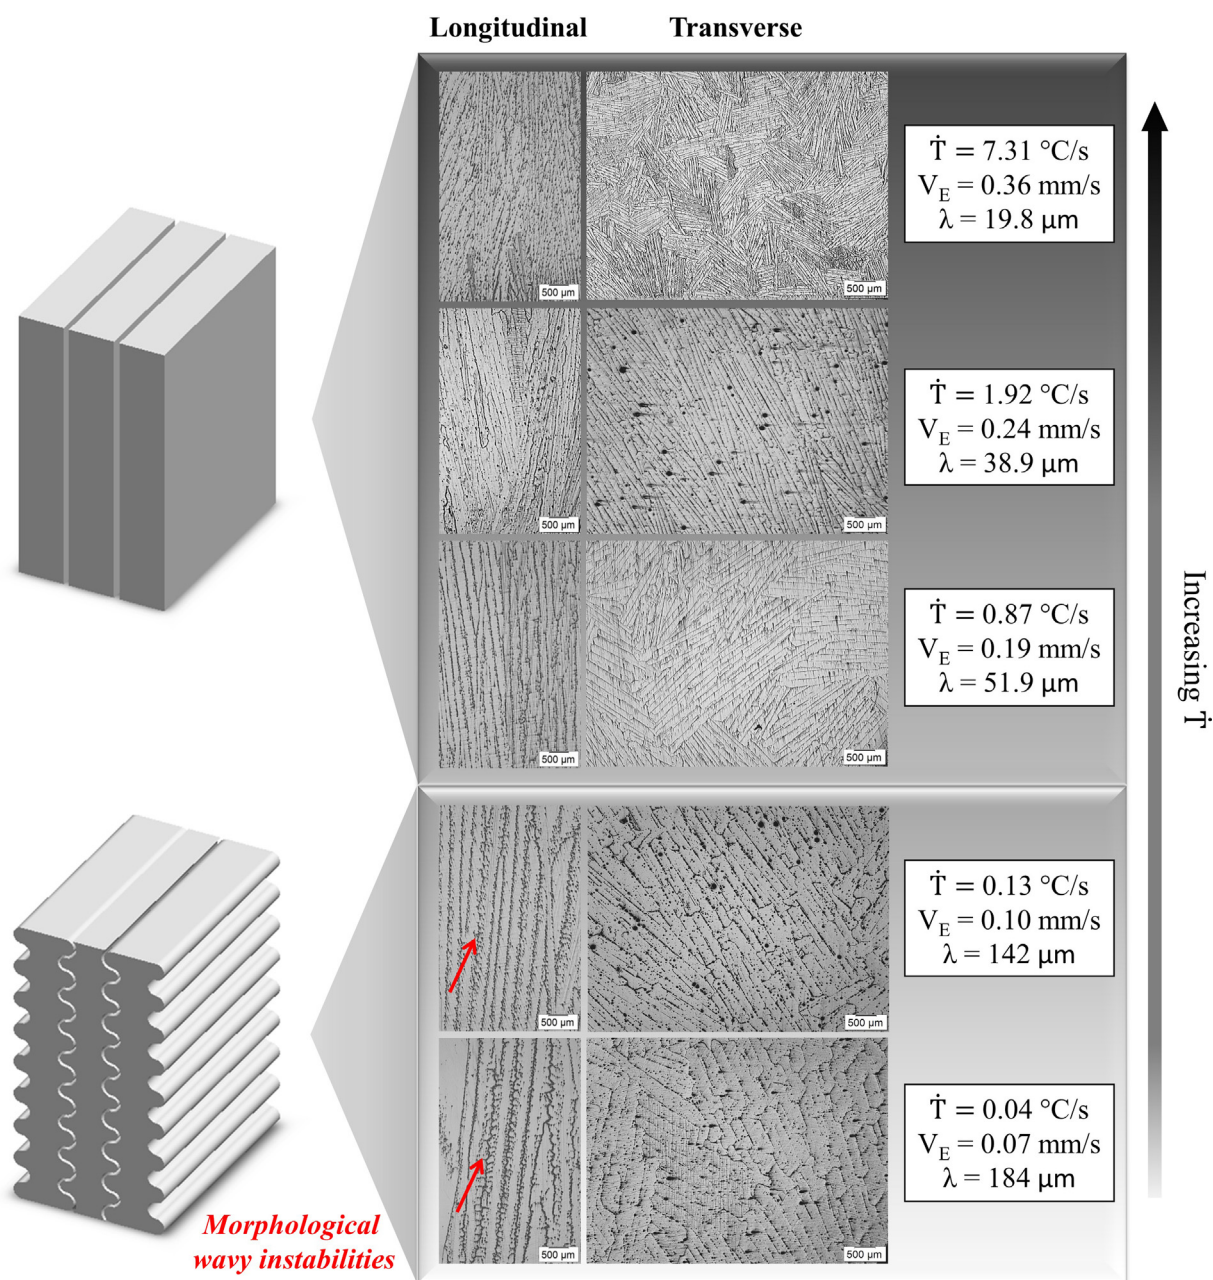 Longitudinal
Transverse
500 µm
500 µm
Ṫ = 7.31 °C/s
V_E = 0.36 mm/s
λ = 19.8 µm
500 µm
500 µm
Ṫ = 1.92 °C/s
V_E = 0.24 mm/s
λ = 38.9 µm
500 µm
500 µm
Ṫ = 0.87 °C/s
V_E = 0.19 mm/s
λ = 51.9 µm
Increasing Ṫ
500 µm
500 µm
Ṫ = 0.13 °C/s
V_E = 0.10 mm/s
λ = 142 µm
500 µm
500 µm
Ṫ = 0.04 °C/s
V_E = 0.07 mm/s
λ = 184 µm
Morphological
wavy instabilities